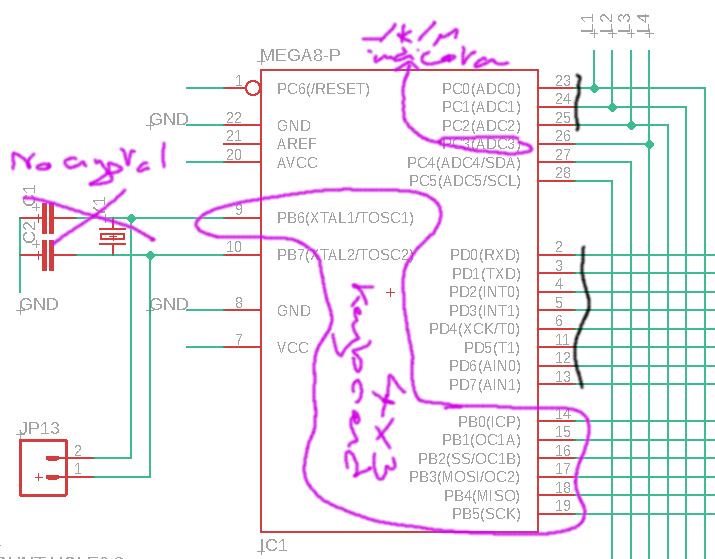 1k/1M
indicator
L1
L2
L3
L4
MEGA8-P
1 PC6(/RESET) PC0(ADC0) 23
PC1(ADC1) 24
GND 22 GND PC2(ADC2) 25
21 AREF PC3(ADC3) 26
20 AVCC PC4(ADC4/SDA) 27
PC5(ADC5/SCL) 28
No crystal
C1
X1
9 PB6(XTAL1/TOSC1)
C2
10 PB7(XTAL2/TOSC2) PD0(RXD) 2
PD1(TXD) 3
PD2(INT0) 4
GND GND 8 GND PD3(INT1) 5
PD4(XCK/T0) 6
7 VCC PD5(T1) 11
PD6(AIN0) 12
PD7(AIN1) 13
Keyboard
4x3
PB0(ICP) 14
JP13 PB1(OC1A) 15
2 PB2(SS/OC1B) 16
1 PB3(MOSI/OC2) 17
PB4(MISO) 18
PB5(SCK) 19
IC1